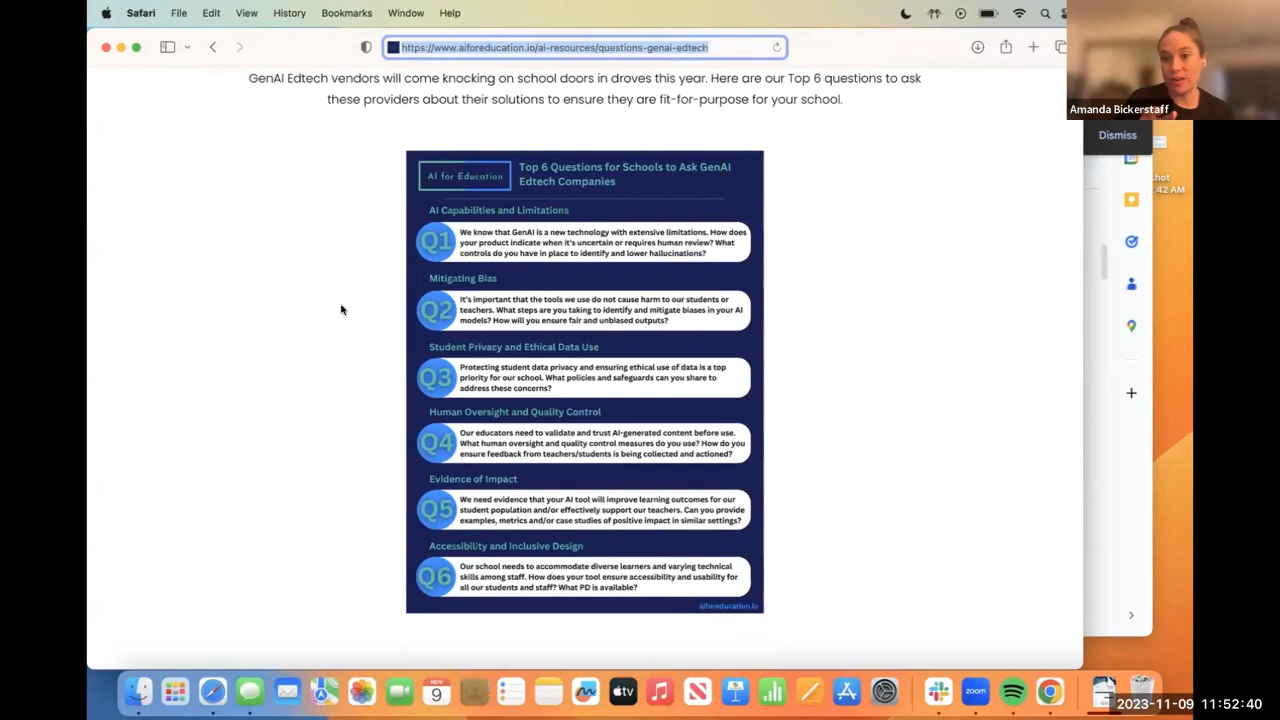 Safari File Edit View History Bookmarks Window Help
https://www.aiforeducation.io/ai-resources/questions-genai-edtech
GenAI Edtech vendors will come knocking on school doors in droves this year. Here are our Top 6 questions to ask
these providers about their solutions to ensure they are fit-for-purpose for your school.
Amanda Bickerstaff
Dismiss
shot
.42 AM
AI for Education
Top 6 Questions for Schools to Ask GenAI
Edtech Companies
AI Capabilities and Limitations
Q1
We know that GenAI is a new technology with extensive limitations. How does
your product indicate when it's uncertain or requires human review? What
controls do you have in place to identify and lower hallucinations?
Mitigating Bias
Q2
It's important that the tools we use do not cause harm to our students or
teachers. What steps are you taking to identify and mitigate biases in your AI
models? How will you ensure fair and unbiased outputs?
Student Privacy and Ethical Data Use
Q3
Protecting student data privacy and ensuring ethical use of data is a top
priority for our school. What policies and safeguards can you share to
address these concerns?
Human Oversight and Quality Control
Q4
Our educators need to validate and trust AI-generated content before use.
What human oversight and quality control measures do you use? How do you
ensure feedback from teachers/students is being collected and actioned?
Evidence of Impact
Q5
We need evidence that your AI tool will improve learning outcomes for our
student population and/or effectively support our teachers. Can you provide
examples, metrics and/or case studies of positive impact in similar settings?
Accessibility and Inclusive Design
Q6
Our school needs to accommodate diverse learners and varying technical
skills among staff. How does your tool ensure accessibility and usability for
all our students and staff? What PD is available?
aiforeducation.io
NOV
9
tv
zoom
2023-11-09 11:52:40